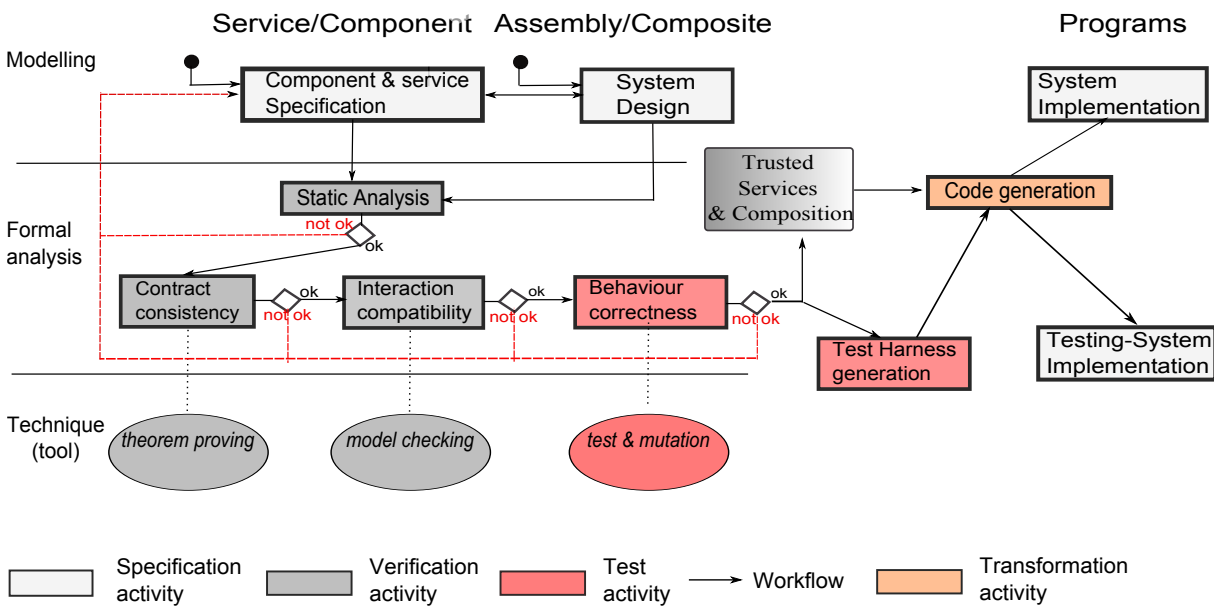 Service/Component
Assembly/Composite
Programs
Modelling
Component & service
Specification
System
Design
System
Implementation
Trusted
Services
& Composition
Code generation
Static Analysis
not ok
ok
Formal
analysis
Contract
consistency
ok
not ok
Interaction
compatibility
ok
not ok
Behaviour
correctness
ok
not ok
Test Harness
generation
Testing-System
Implementation
Technique
(tool)
theorem proving
model checking
test & mutation
Specification
activity
Verification
activity
Test
activity
Workflow
Transformation
activity